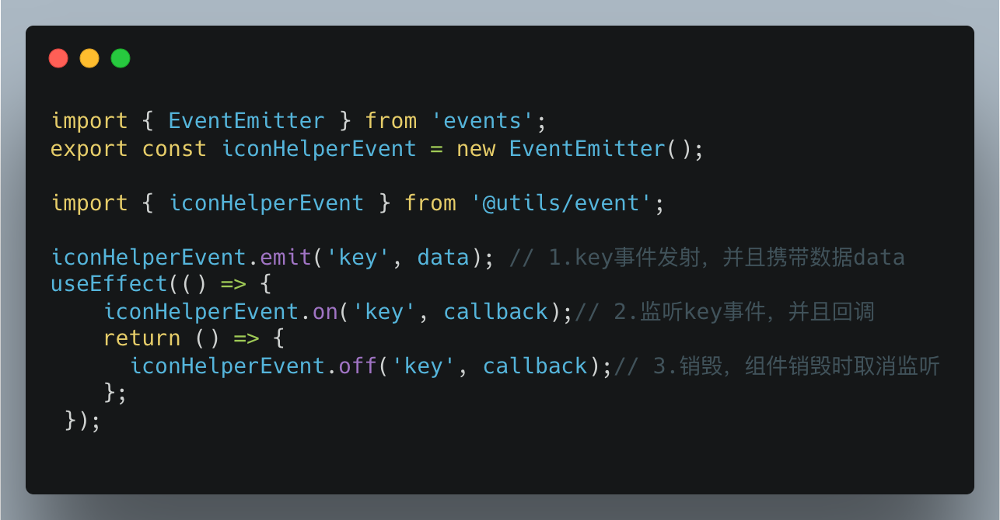 import { EventEmitter } from 'events';
export const iconHelperEvent = new EventEmitter();
import { iconHelperEvent } from '@utils/event';
iconHelperEvent.emit('key', data); // 1.key事件发射，并且携带数据data
useEffect(() => {
iconHelperEvent.on('key', callback);// 2.监听key事件，并且回调
return () => {
iconHelperEvent.off('key', callback);// 3.销毁，组件销毁时取消监听
};
});